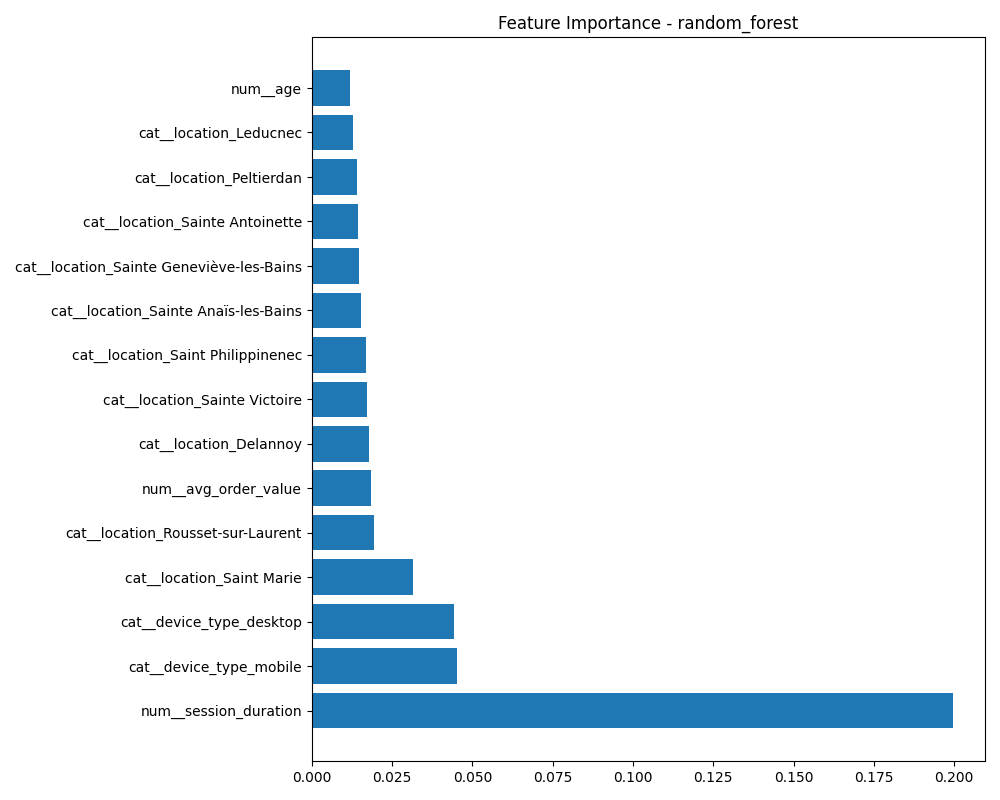 Feature Importance - random_forest
num__age
cat__location_Leducnec
cat__location_Peltierdan
cat__location_Sainte Antoinette
cat__location_Sainte Geneviève-les-Bains
cat__location_Sainte Anaïs-les-Bains
cat__location_Saint Philippinenec
cat__location_Sainte Victoire
cat__location_Delannoy
num__avg_order_value
cat__location_Rousset-sur-Laurent
cat__location_Saint Marie
cat__device_type_desktop
cat__device_type_mobile
num__session_duration
0.000 0.025 0.050 0.075 0.100 0.125 0.150 0.175 0.200